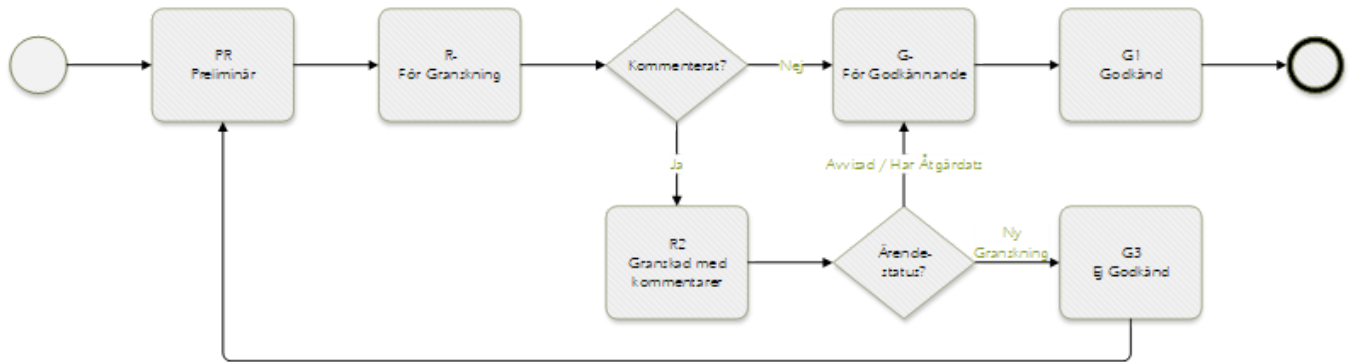 PR
Preliminär
R-
För Granskning
Kommenterat?
Nej
G-
För Godkännande
G1
Godkänd
Ja
Avvisad / Har Åtgärdats
R2
Granskad med
kommentarer
Ärende-
status?
Ny
Granskning
G3
Ej Godkänd